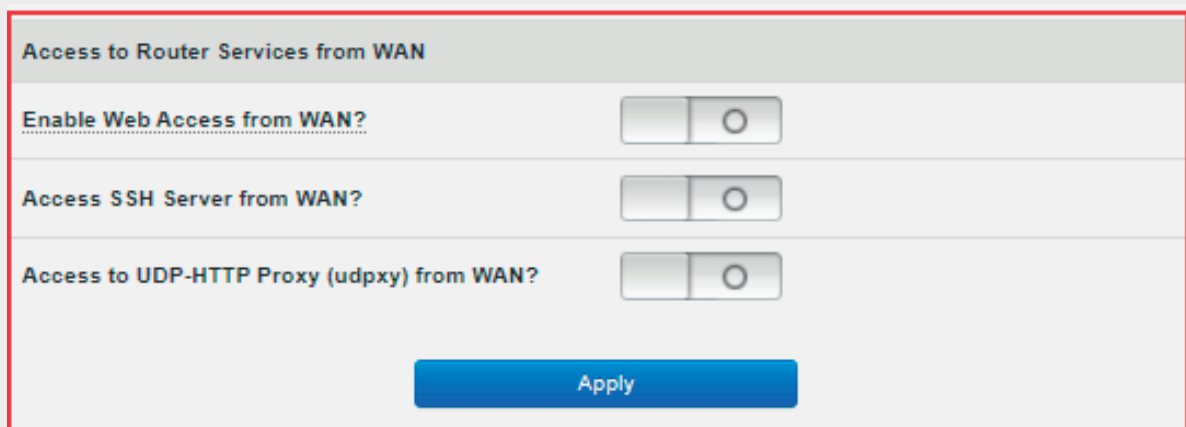 Access to Router Services from WAN
Enable Web Access from WAN?
Access SSH Server from WAN?
Access to UDP-HTTP Proxy (udpxy) from WAN?
Apply